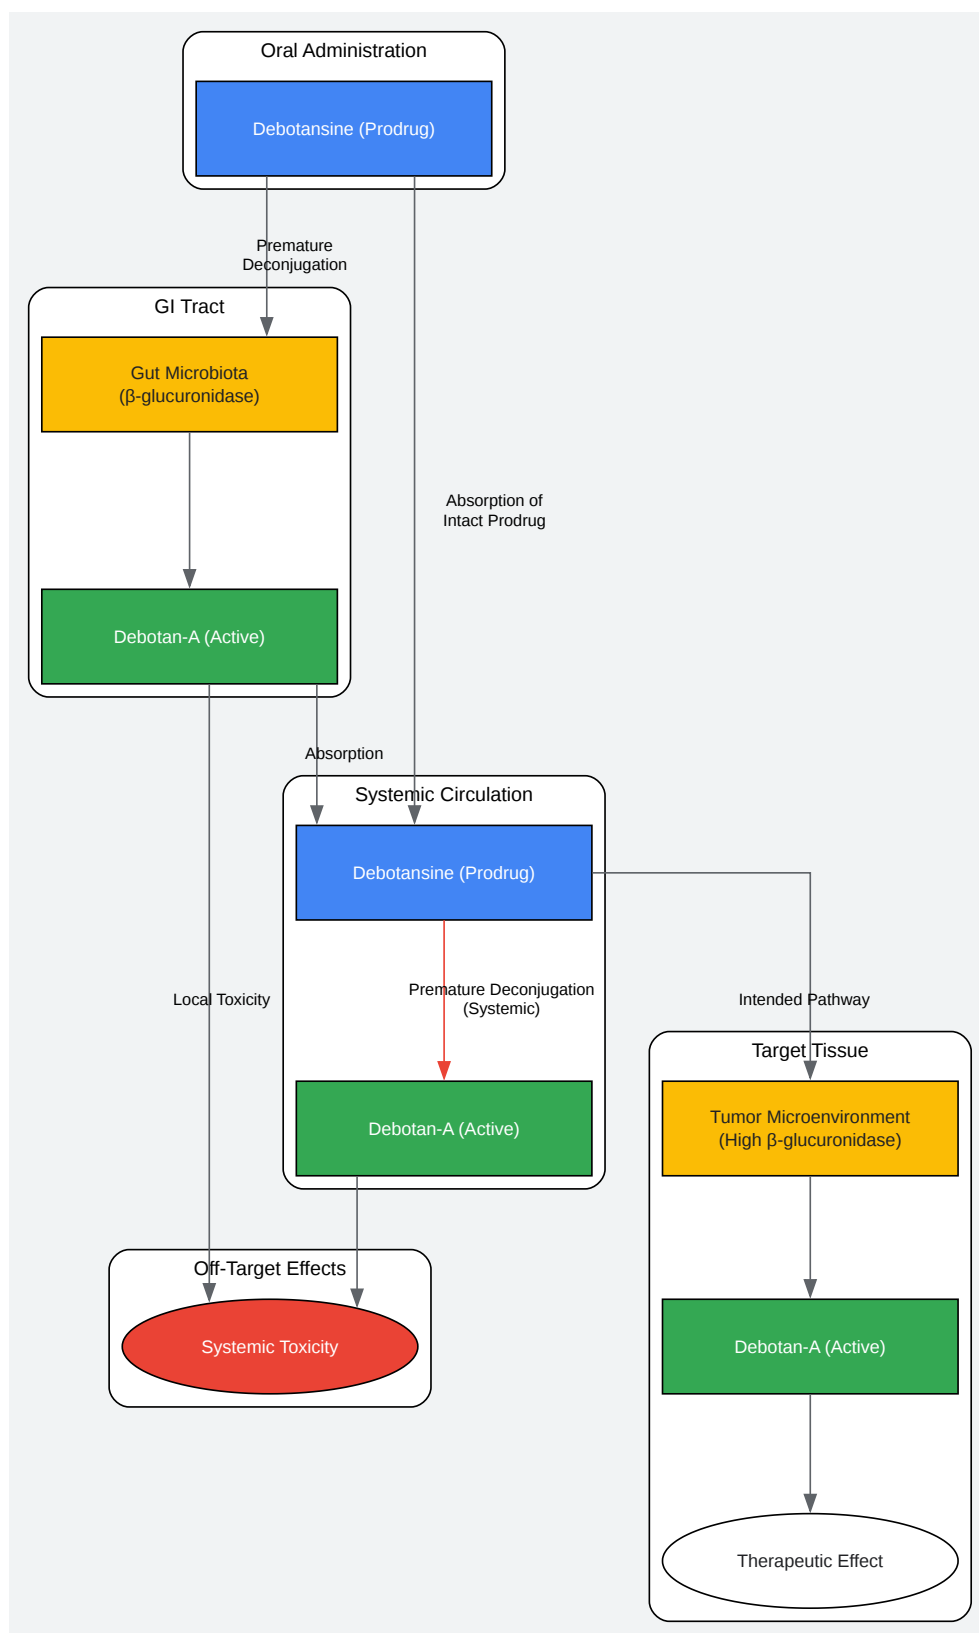 Oral Administration
Debotansine (Prodrug)
Premature
Deconjugation
GI Tract
Gut Microbiota
(β-glucuronidase)
Absorption of
Intact Prodrug
Debotan-A (Active)
Absorption
Systemic Circulation
Debotansine (Prodrug)
Premature Deconjugation
(Systemic)
Local Toxicity
Intended Pathway
Target Tissue
Tumor Microenvironment
(High β-glucuronidase)
Debotan-A (Active)
Off-Target Effects
Systemic Toxicity
Debotan-A (Active)
Therapeutic Effect